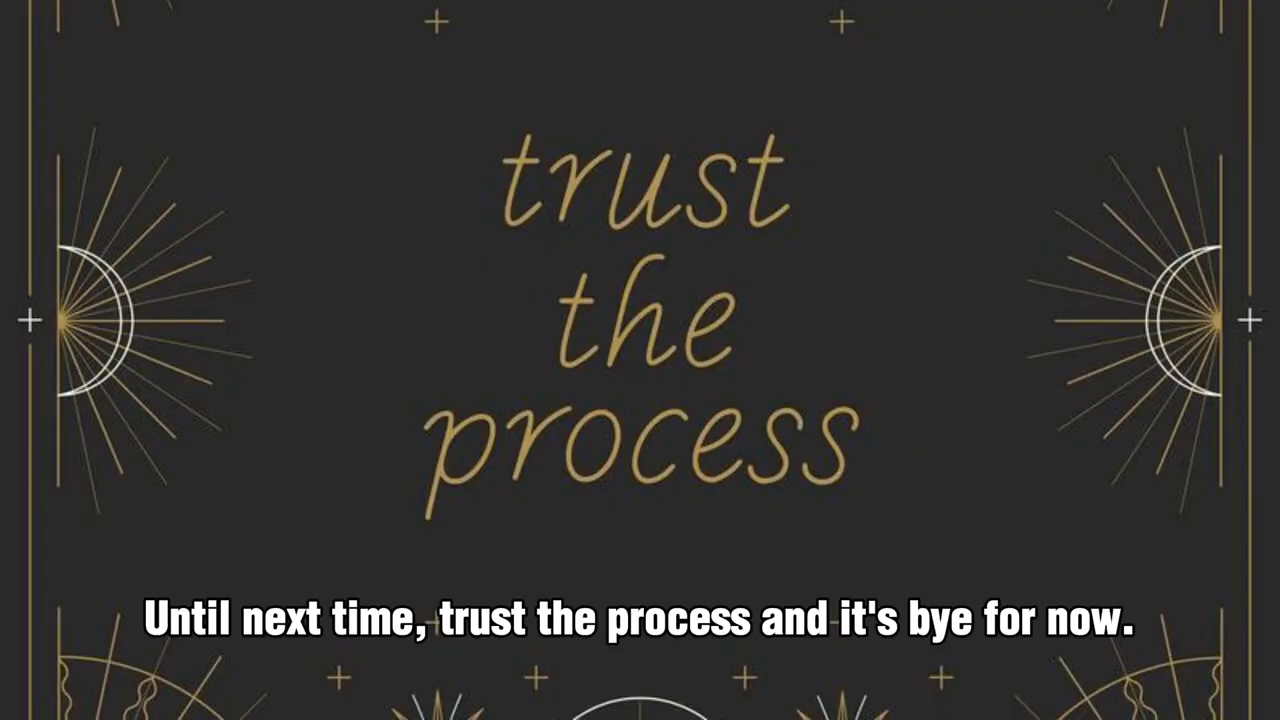 trust
the
process
Until next time, trust the process and it's bye for now.